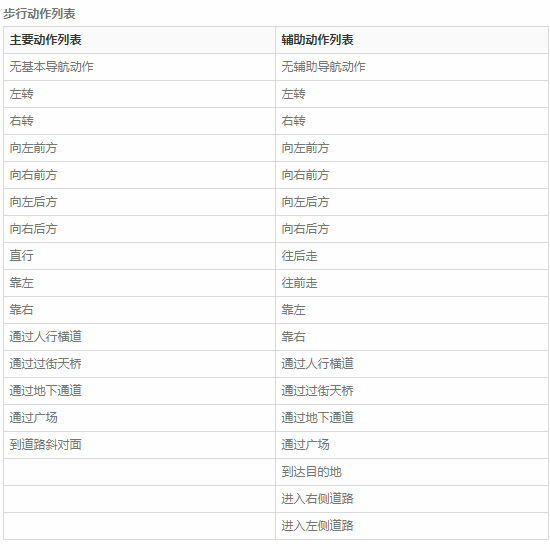 步行动作列表
主要动作列表 辅助动作列表
无基本导航动作 无辅助导航动作
左转 左转
右转 右转
向左前方 向左前方
向右前方 向右前方
向左后方 向左后方
向右后方 向右后方
直行 往后走
靠左 往前走
靠右 靠左
通过人行横道 靠右
通过过街天桥 通过人行横道
通过地下通道 通过过街天桥
通过广场 通过地下通道
到道路斜对面 通过广场
到达目的地
进入右侧道路
进入左侧道路